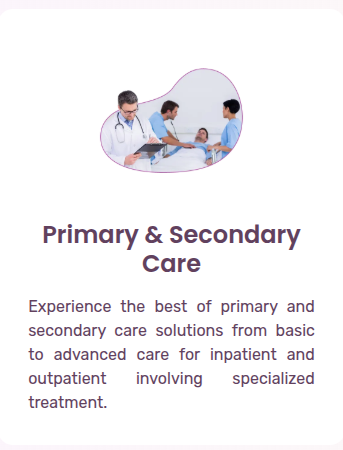 Primary & Secondary
Care
Experience the best of primary and
secondary care solutions from basic
to advanced care for inpatient and
outpatient involving specialized
treatment.